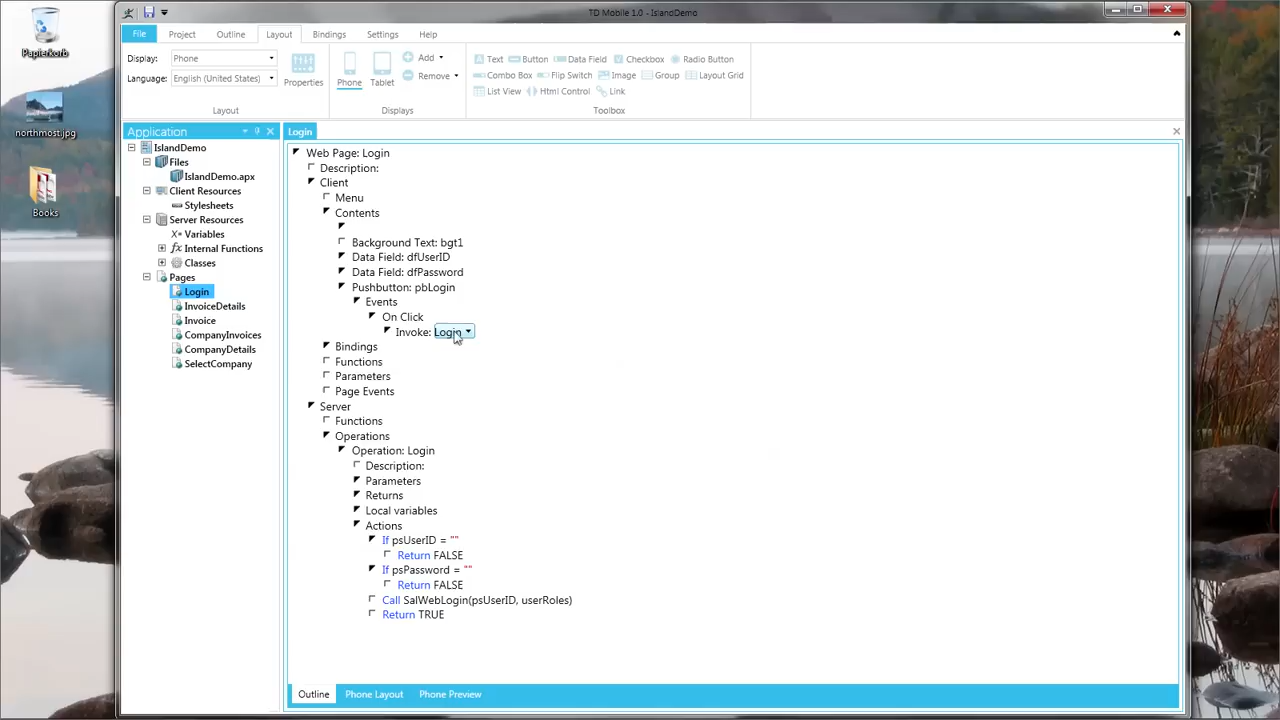 Papierkorb
northmost.jpg
Books
TD Mobile 1.0 - IslandDemo
File Project Outline Layout Bindings Settings Help
Display: Phone
Language: English (United States)
Properties
Layout
Phone Tablet
Add
Remove
Displays
Text Button Data Field Checkbox Radio Button
Combo Box Flip Switch Image Group Layout Grid
List View Html Control Link
Toolbox
Application
IslandDemo
Files
IslandDemo.apx
Client Resources
Stylesheets
Server Resources
Variables
fx Internal Functions
Classes
Pages
Login
InvoiceDetails
Invoice
CompanyInvoices
CompanyDetails
SelectCompany
Login
Web Page: Login
Description:
Client
Menu
Contents
Background Text: bgt1
Data Field: dfUserID
Data Field: dfPassword
Pushbutton: pbLogin
Events
On Click
Invoke: Login
Bindings
Functions
Parameters
Page Events
Server
Functions
Operations
Operation: Login
Description:
Parameters
Returns
Local variables
Actions
If psUserID = ""
Return FALSE
If psPassword = ""
Return FALSE
Call SalWebLogin(psUserID, userRoles)
Return TRUE
Outline Phone Layout Phone Preview